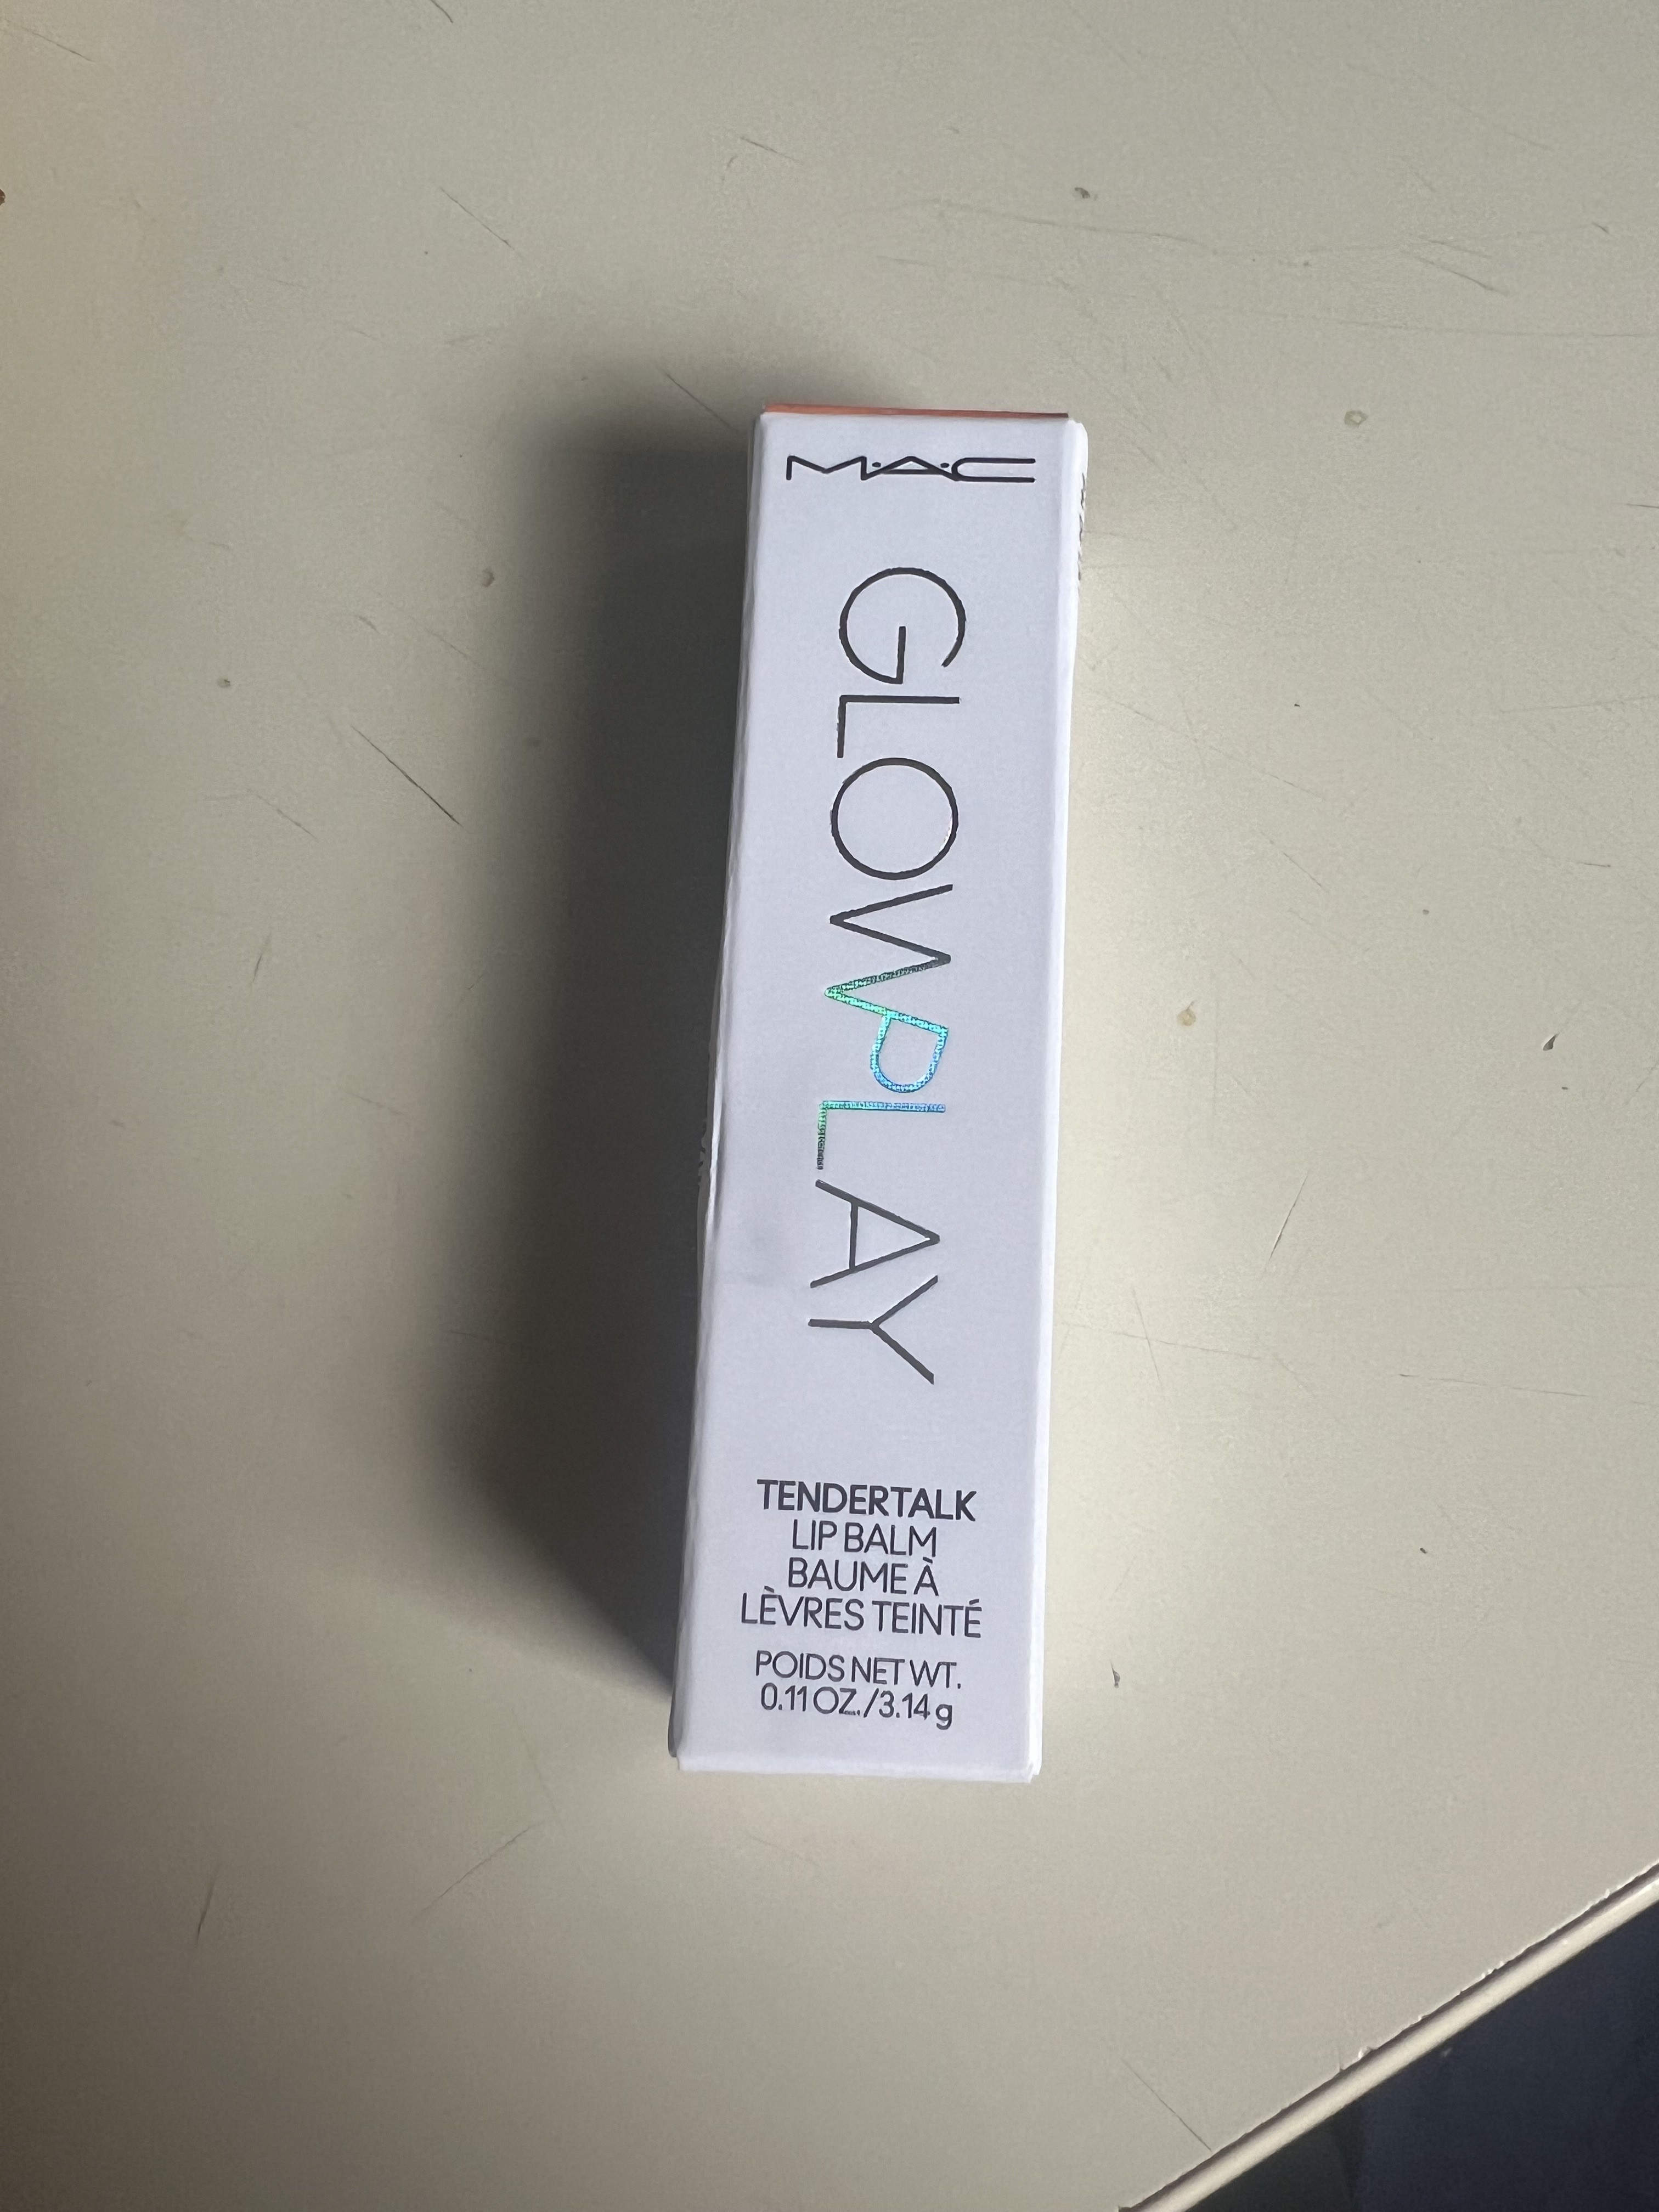 M·A·C
GLOWPLAY
TENDERTALK
LIP BALM
BAUME À
LÈVRES TEINTÉ
POIDS NET WT.
0.11 OZ./3.14 g